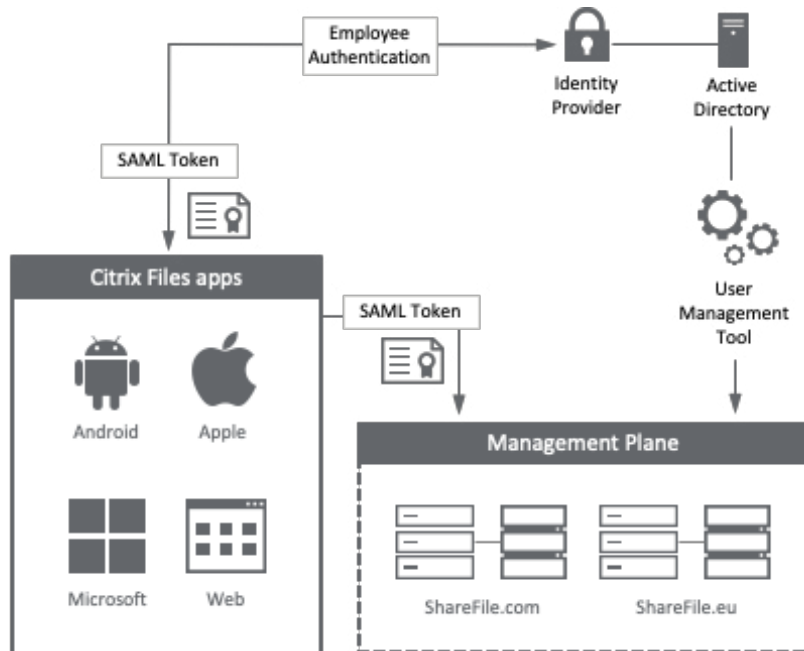 Employee
Authentication
Identity
Provider
Active
Directory
SAML Token
Citrix Files apps
SAML Token
User
Management
Tool
Android
Apple
Management Plane
Microsoft
Web
ShareFile.com
ShareFile.eu